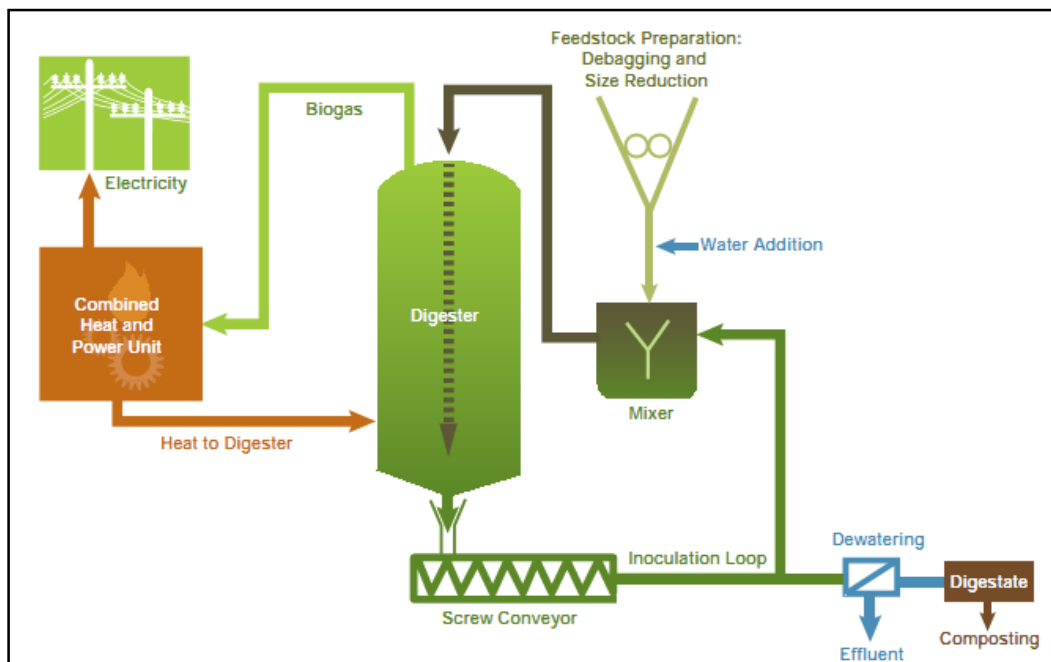 Feedstock Preparation:
Debagging and
Size Reduction
Biogas
Electricity
Water Addition
Combined
Heat and
Power Unit
Digester
Mixer
Heat to Digester
Inoculation Loop
Dewatering
Digestate
Screw Conveyor
Composting
Effluent